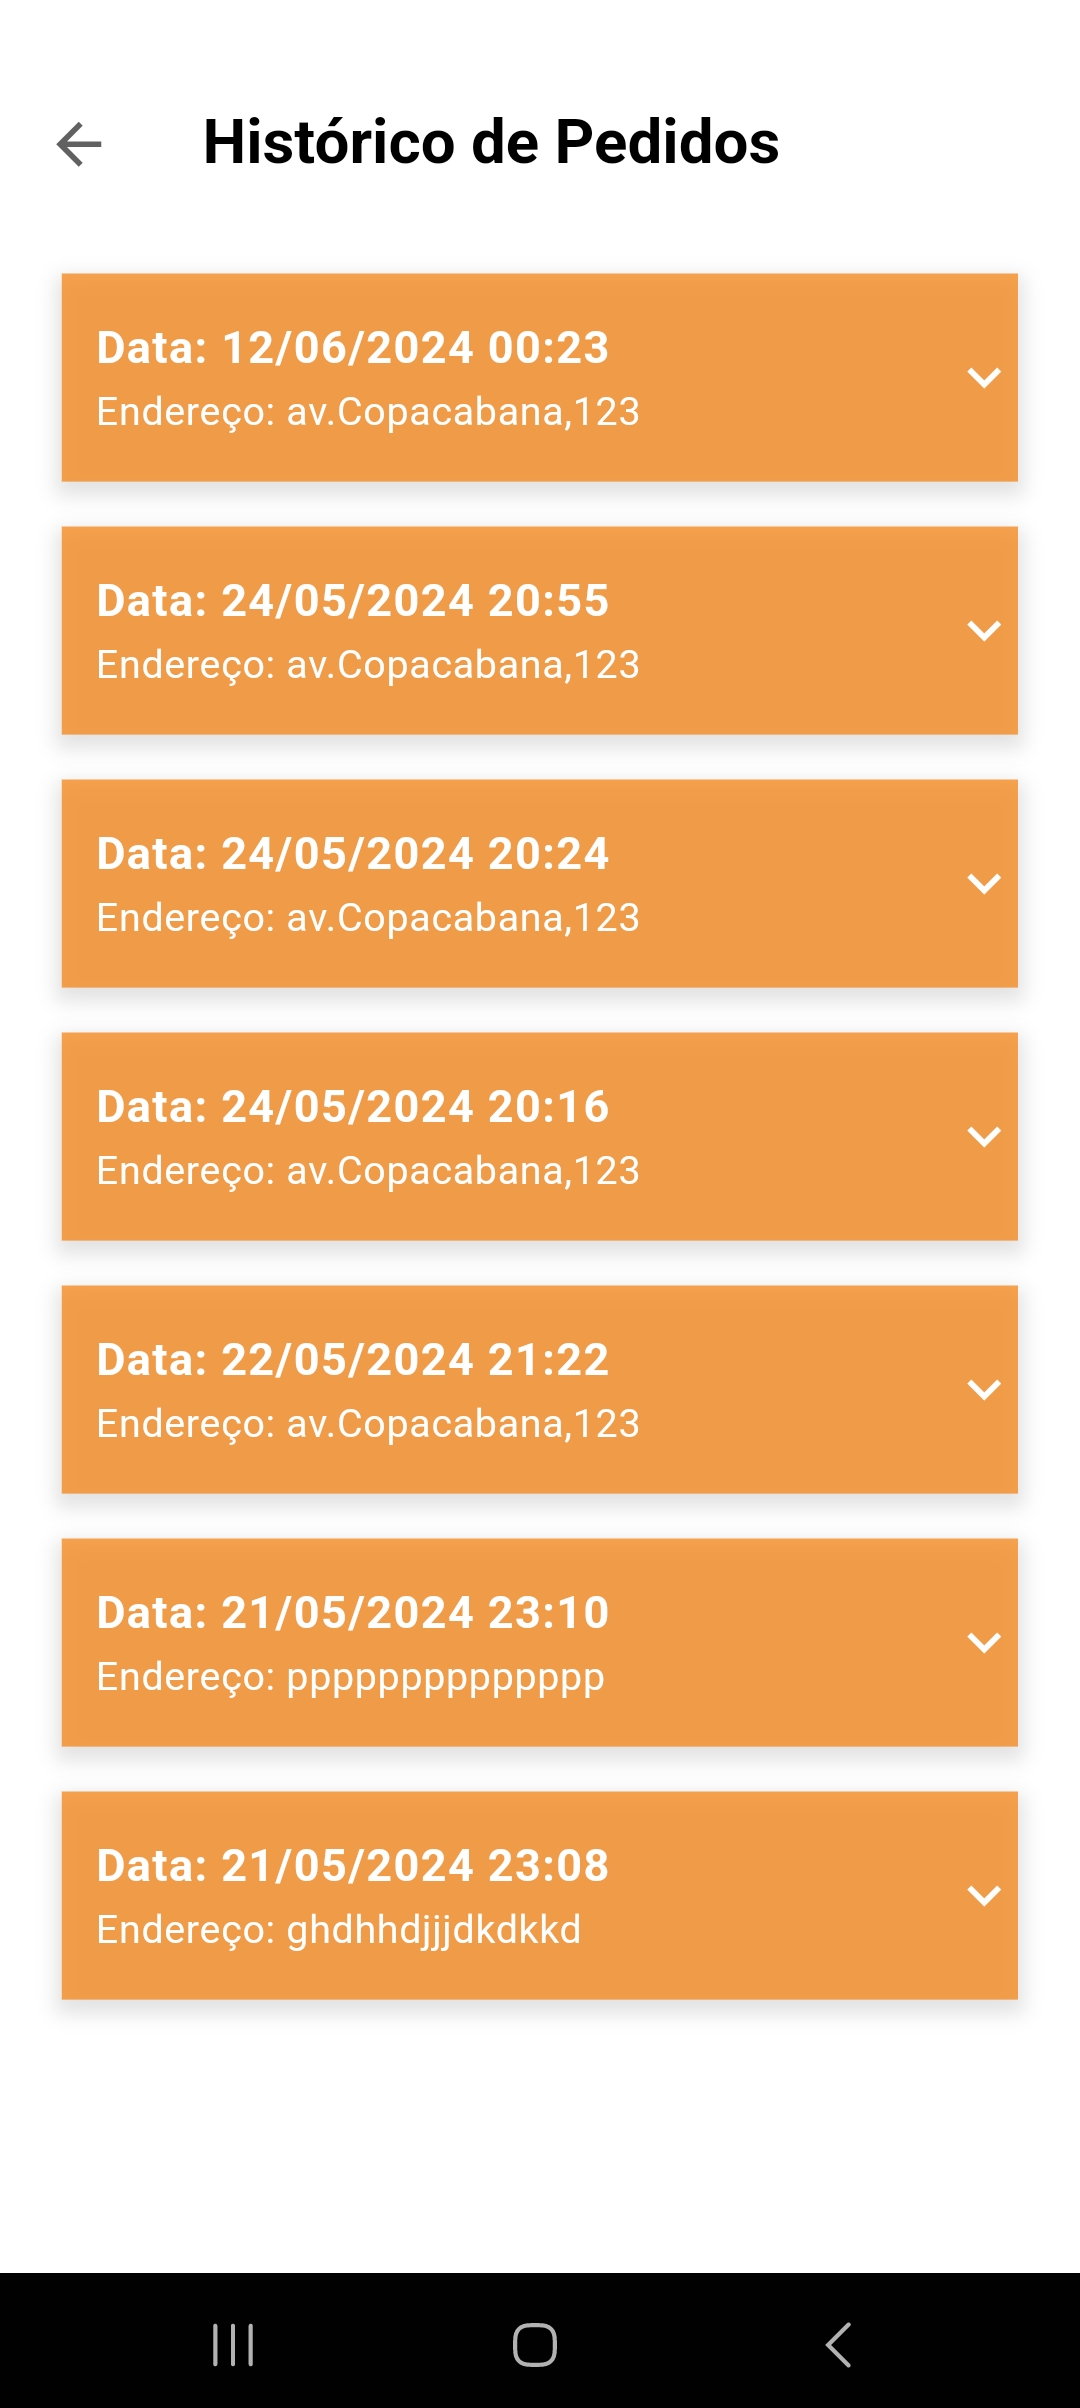 Histórico de Pedidos
Data: 12/06/2024 00:23
Endereço: av.Copacabana,123
Data: 24/05/2024 20:55
Endereço: av.Copacabana,123
Data: 24/05/2024 20:24
Endereço: av.Copacabana,123
Data: 24/05/2024 20:16
Endereço: av.Copacabana,123
Data: 22/05/2024 21:22
Endereço: av.Copacabana,123
Data: 21/05/2024 23:10
Endereço: pppppppppppppp
Data: 21/05/2024 23:08
Endereço: ghdhhdjjjdkdkkd